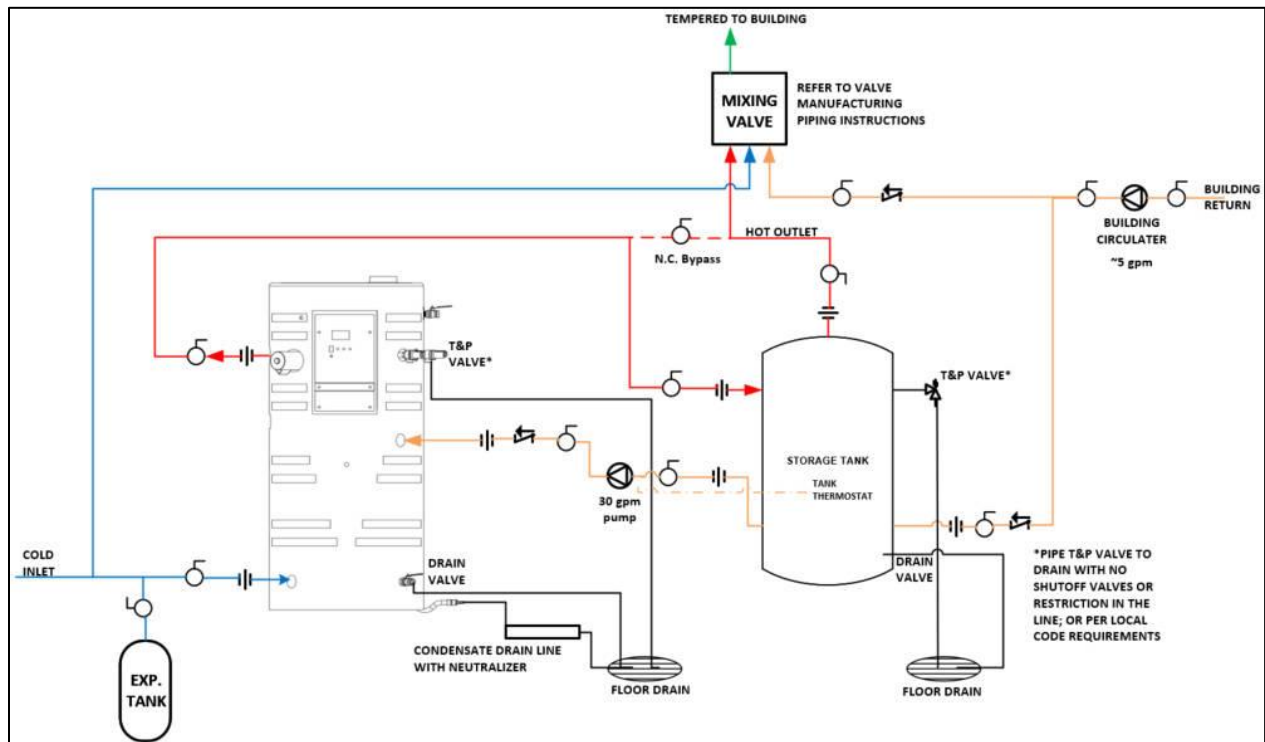 TEMPERED TO BUILDING
MIXING
VALVE
REFER TO VALVE
MANUFACTURING
PIPING INSTRUCTIONS
BUILDING
RETURN
BUILDING
CIRCULATER
~5 gpm
HOT OUTLET
N.C. Bypass
T&P
VALVE*
T&P VALVE*
STORAGE TANK
TANK
THERMOSTAT
30 gpm
pump
COLD
INLET
DRAIN
VALVE
DRAIN
VALVE
*PIPE T&P VALVE TO
DRAIN WITH NO
SHUTOFF VALVES OR
RESTRICTION IN THE
LINE; OR PER LOCAL
CODE REQUIREMENTS
CONDENSATE DRAIN LINE
WITH NEUTRALIZER
EXP.
TANK
FLOOR DRAIN
FLOOR DRAIN